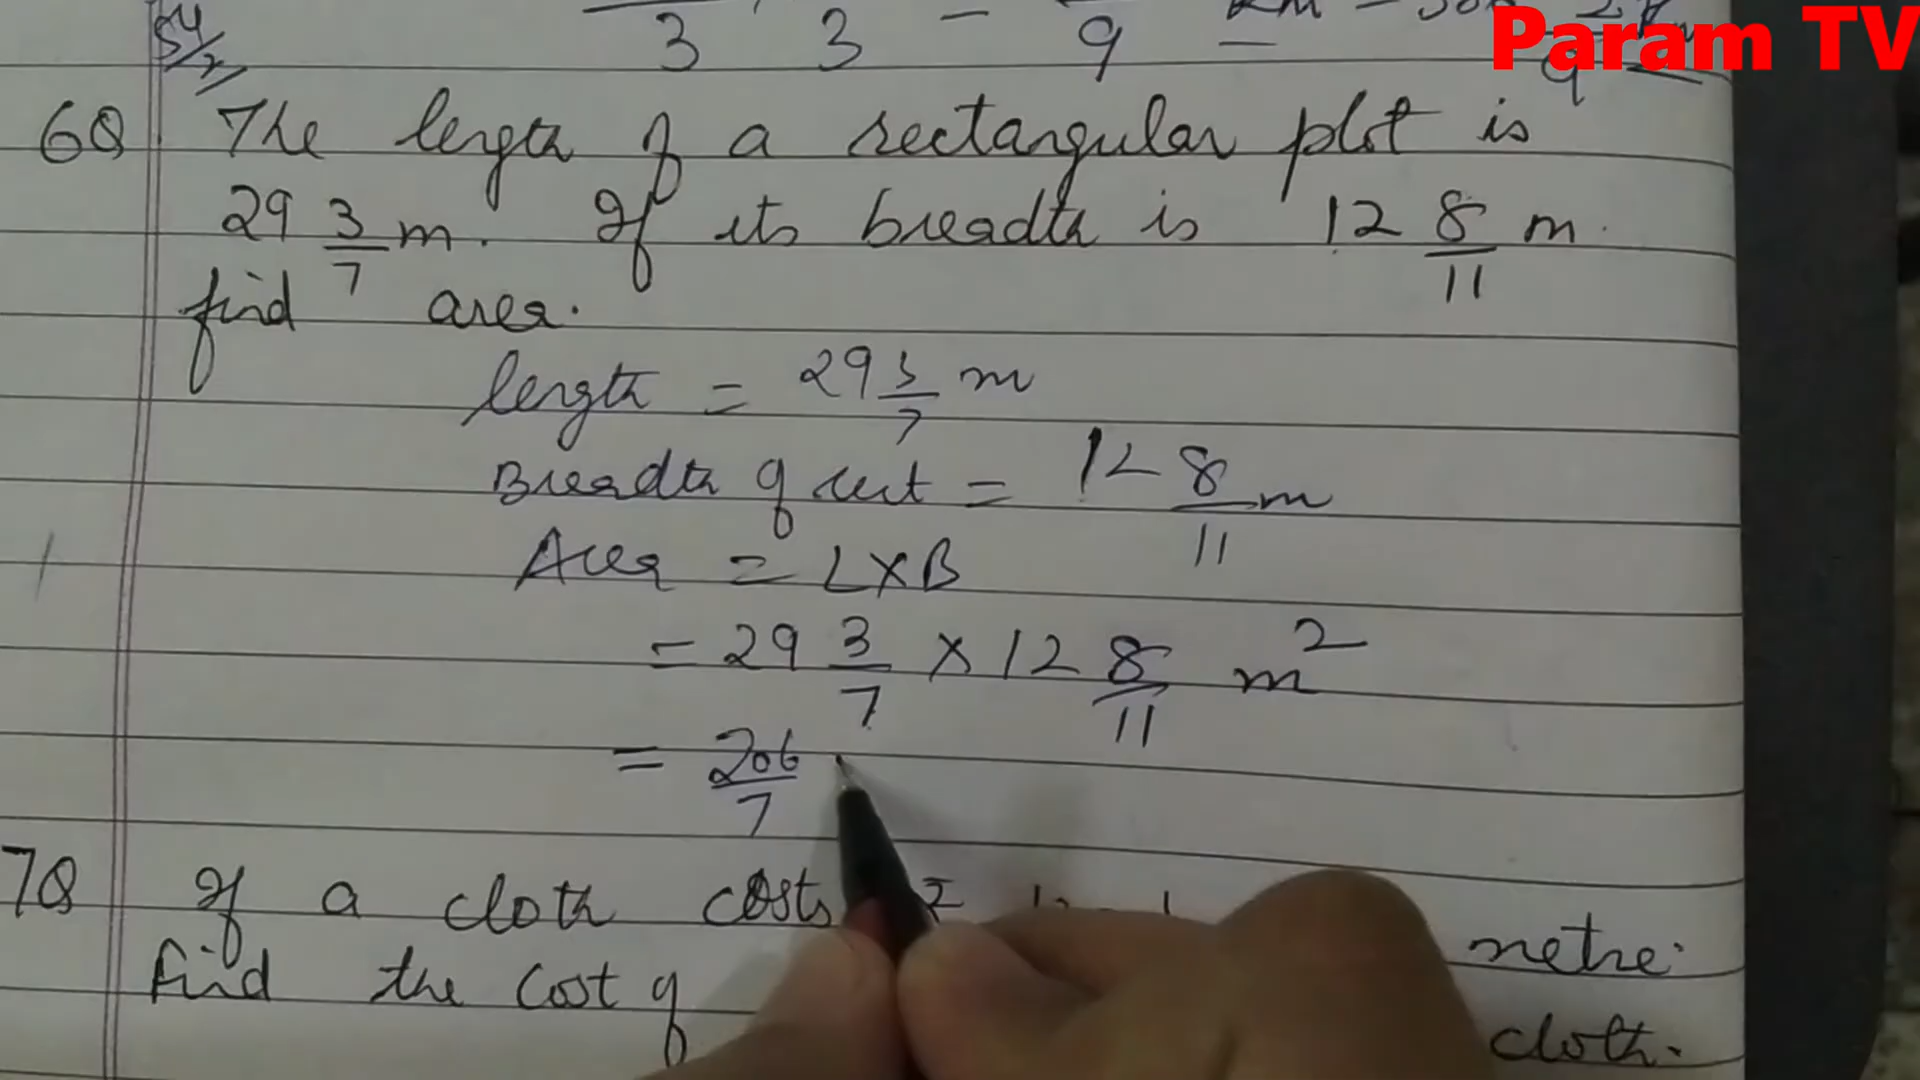 Param TV
3 3 - 9
6Q The length of a rectangular plot is
29 3/7 m. If its breadth is 12 8/11 m.
find area.
length = 29 3/7 m
Breadth of rect = 12 8/11 m
Area = L×B
= 29 3/7 × 12 8/11 m²
= 206/7
7Q If a cloth costs metre.
Find the cost of cloth.